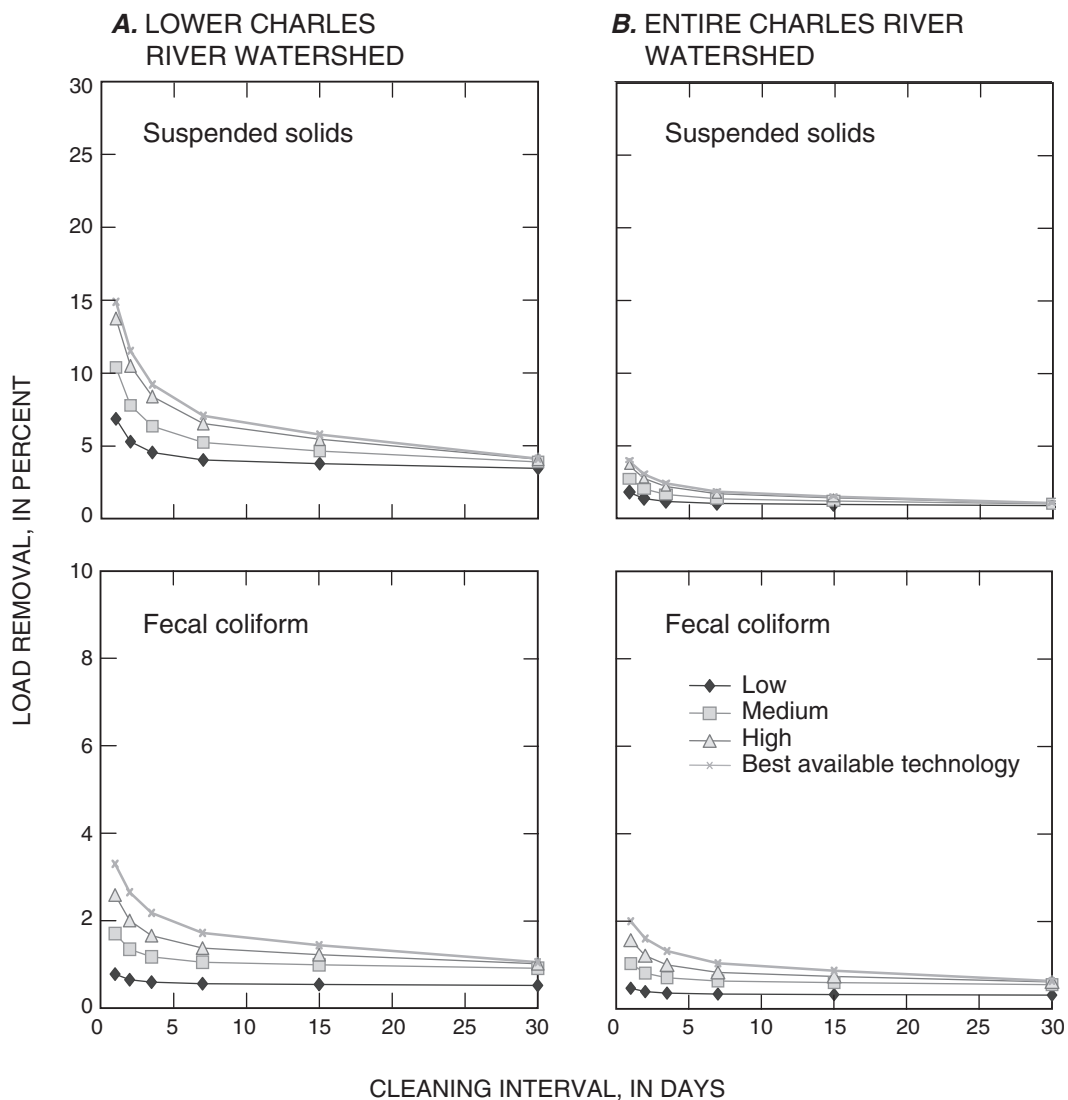 A. LOWER CHARLES
RIVER WATERSHED
B. ENTIRE CHARLES RIVER
WATERSHED
LOAD REMOVAL, IN PERCENT
30
25
20
15
10
5
0
Suspended solids
Suspended solids
10
8
6
4
2
0
Fecal coliform
0 5 10 15 20 25 30
Fecal coliform
Low
Medium
High
Best available technology
0 5 10 15 20 25 30
CLEANING INTERVAL, IN DAYS